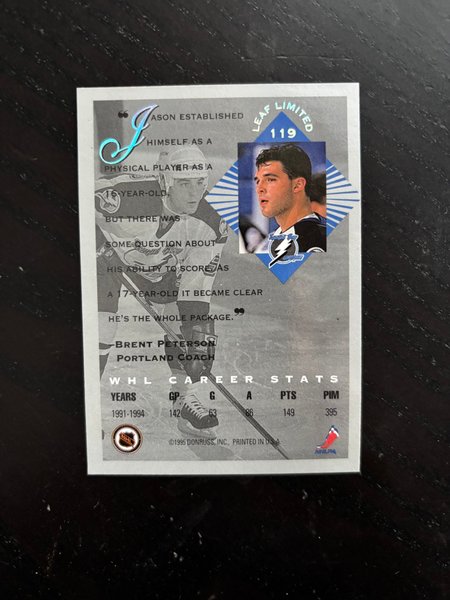 LEAF LIMITED
119
"JASON ESTABLISHED
HIMSELF AS A
PHYSICAL PLAYER AS A
16-YEAR-OLD.
BUT THERE WAS
SOME QUESTION ABOUT
HIS ABILITY TO SCORE. AS
A 17-YEAR-OLD IT BECAME CLEAR
HE'S THE WHOLE PACKAGE."
BRENT PETERSON
PORTLAND COACH
WHL CAREER STATS
YEARS GP G A PTS PIM
1991-1994 142 63 86 149 395
©1995 DONRUSS, INC., PRINTED IN U.S.A.
NHLPA